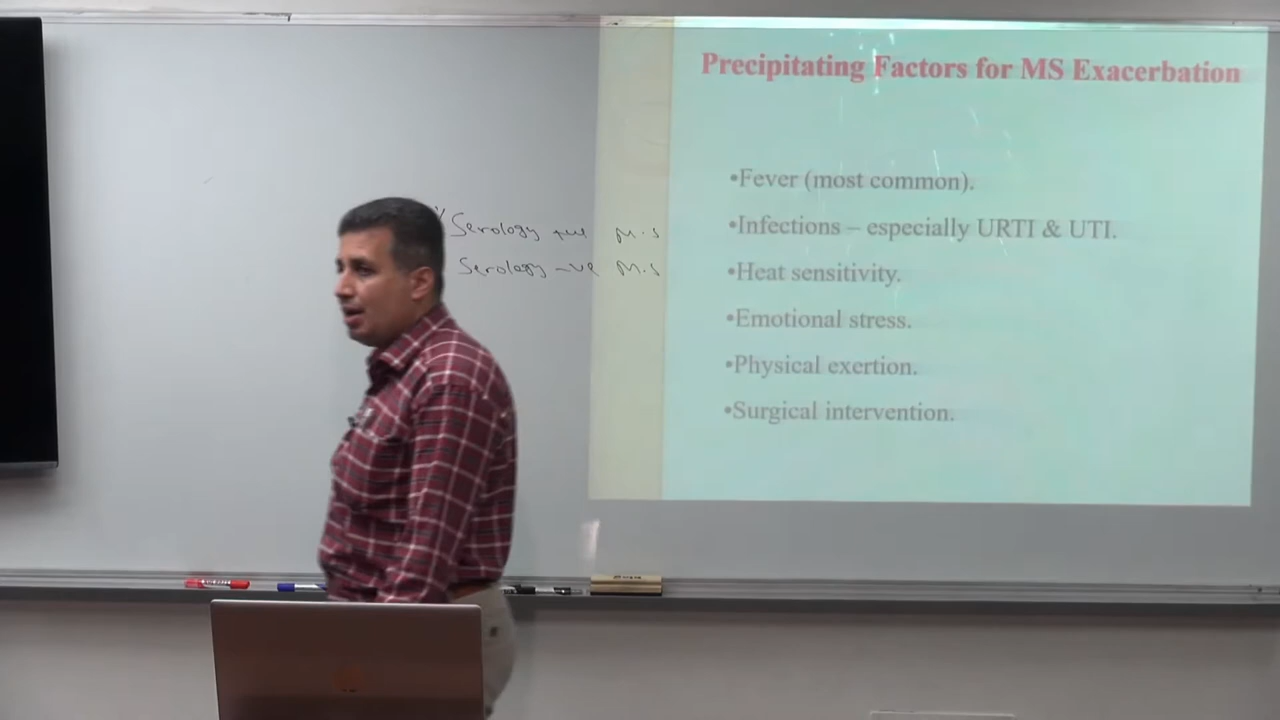 Precipitating Factors for MS Exacerbation
•Fever (most common).
•Infections – especially URTI & UTI.
•Heat sensitivity.
•Emotional stress.
•Physical exertion.
•Surgical intervention.
Serology +ve M.S
Serology -ve M.S